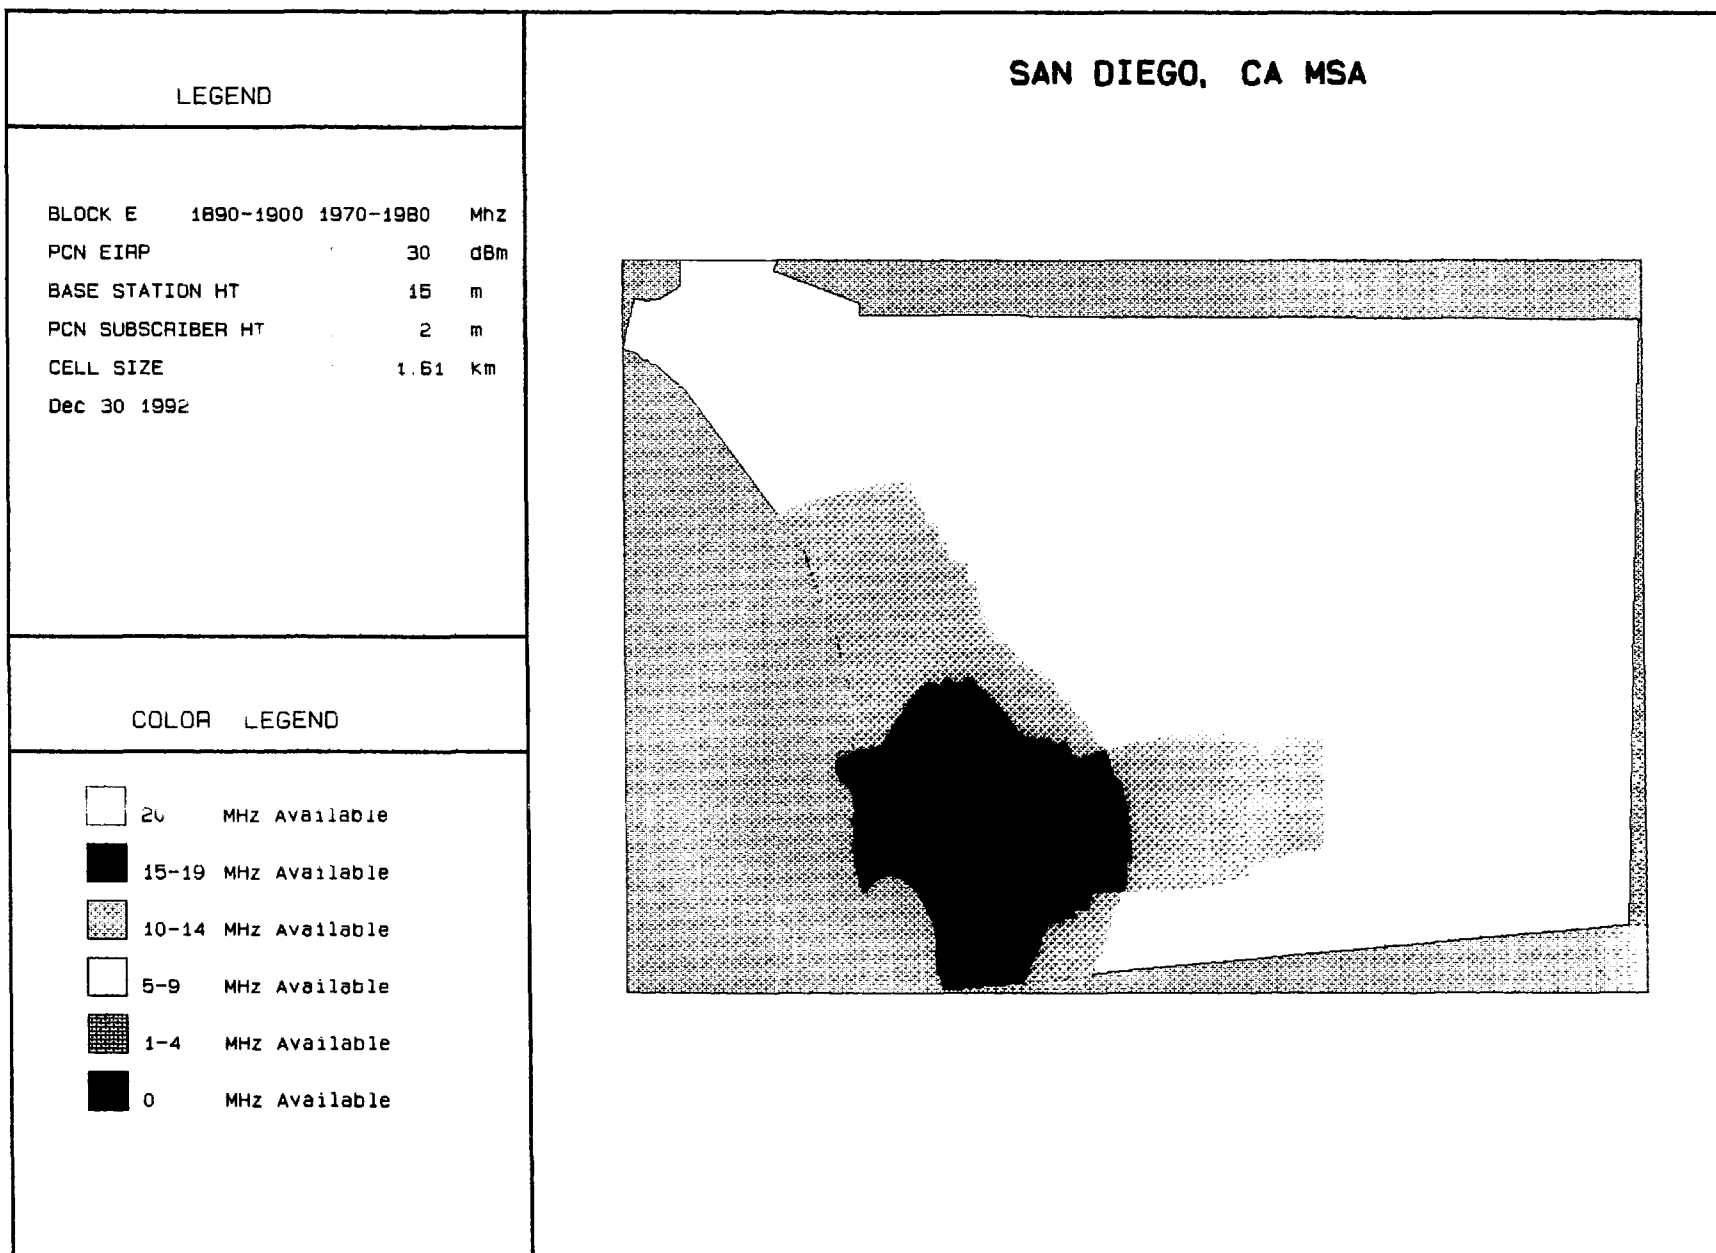 SAN DIEGO, CA MSA
LEGEND
BLOCK E 1890-1900 1970-1980 Mhz
PCN EIRP 30 dBm
BASE STATION HT 15 m
PCN SUBSCRIBER HT 2 m
CELL SIZE 1.61 km
Dec 30 1992
COLOR LEGEND
20 MHz Available
15-19 MHz Available
10-14 MHz Available
5-9 MHz Available
1-4 MHz Available
0 MHz Available